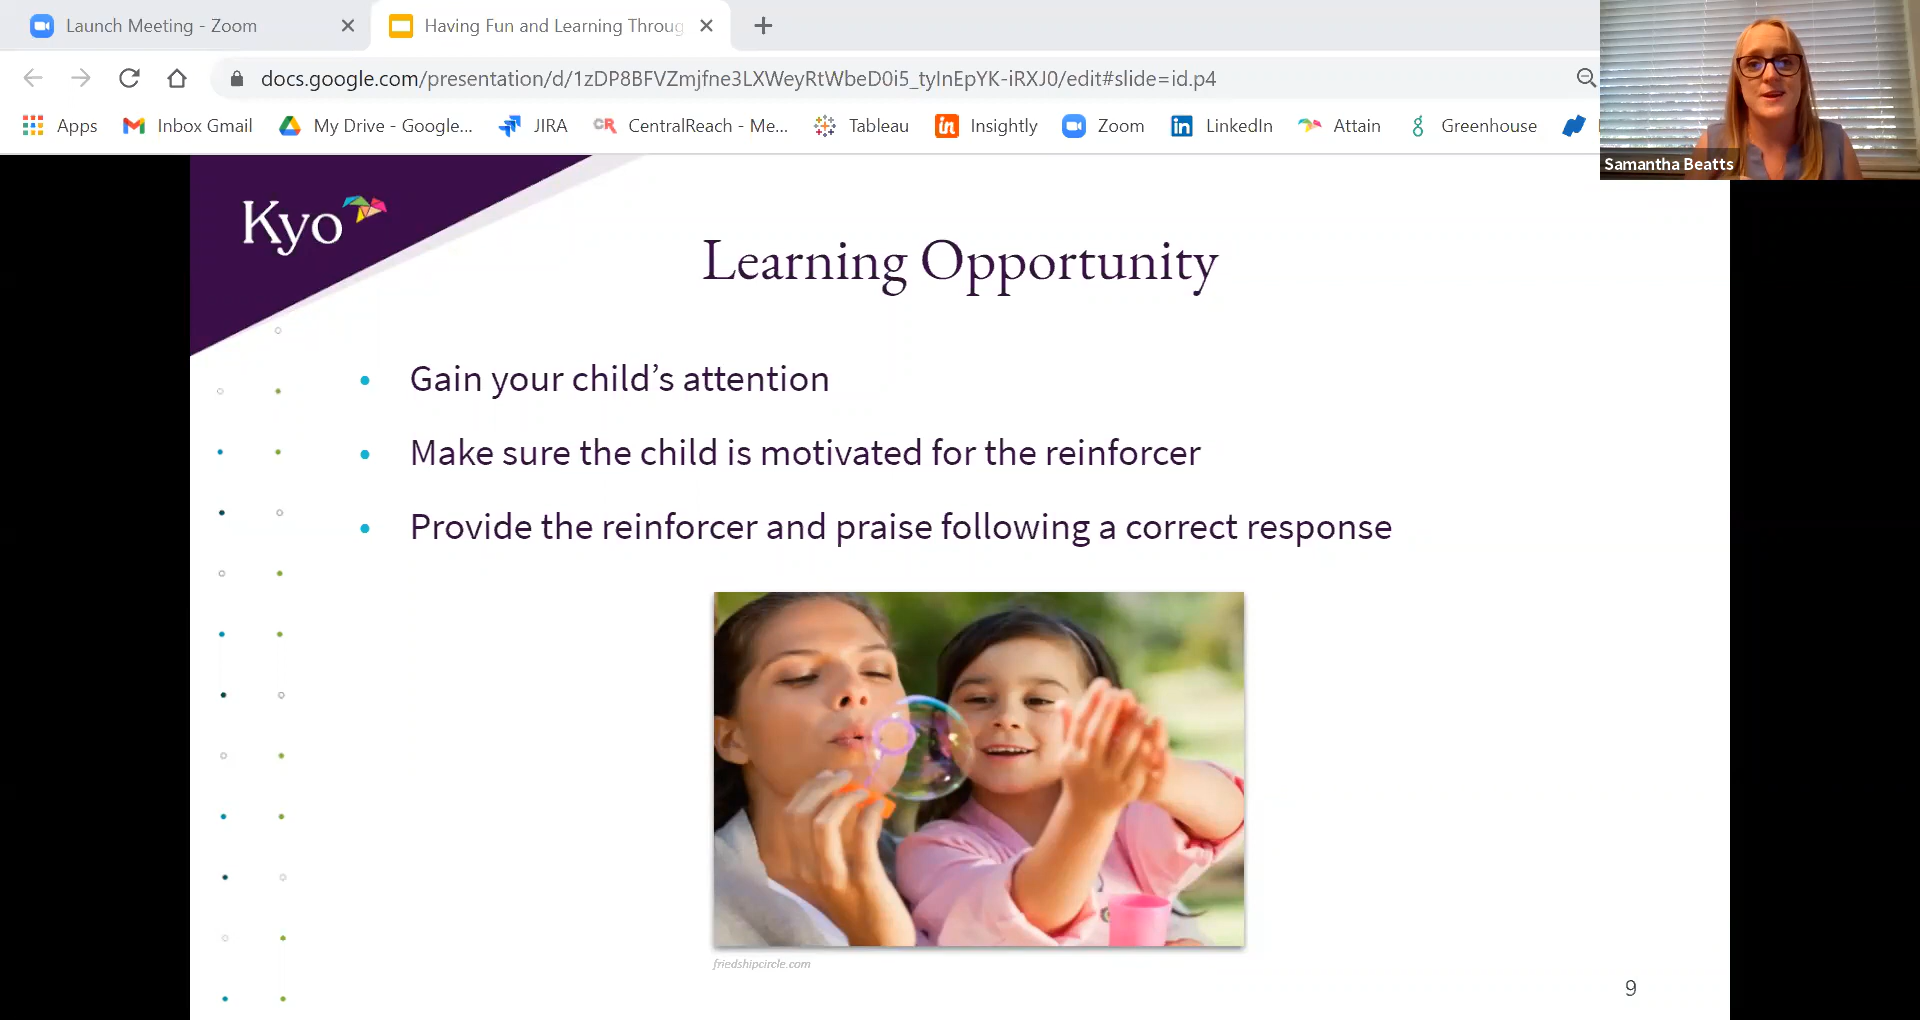 Launch Meeting - Zoom
Having Fun and Learning Throug
docs.google.com/presentation/d/1zDP8BFVZmjfne3LXWeyRtWbeD0i5_tyInEpYK-iRXJ0/edit#slide=id.p4
Apps
Inbox Gmail
My Drive - Google...
JIRA
CR
CentralReach - Me...
Tableau
in
Insightly
Zoom
in
LinkedIn
Attain
Greenhouse
Samantha Beatts
Kyo
Learning Opportunity
• Gain your child’s attention
• Make sure the child is motivated for the reinforcer
• Provide the reinforcer and praise following a correct response
friedshipcircle.com
9